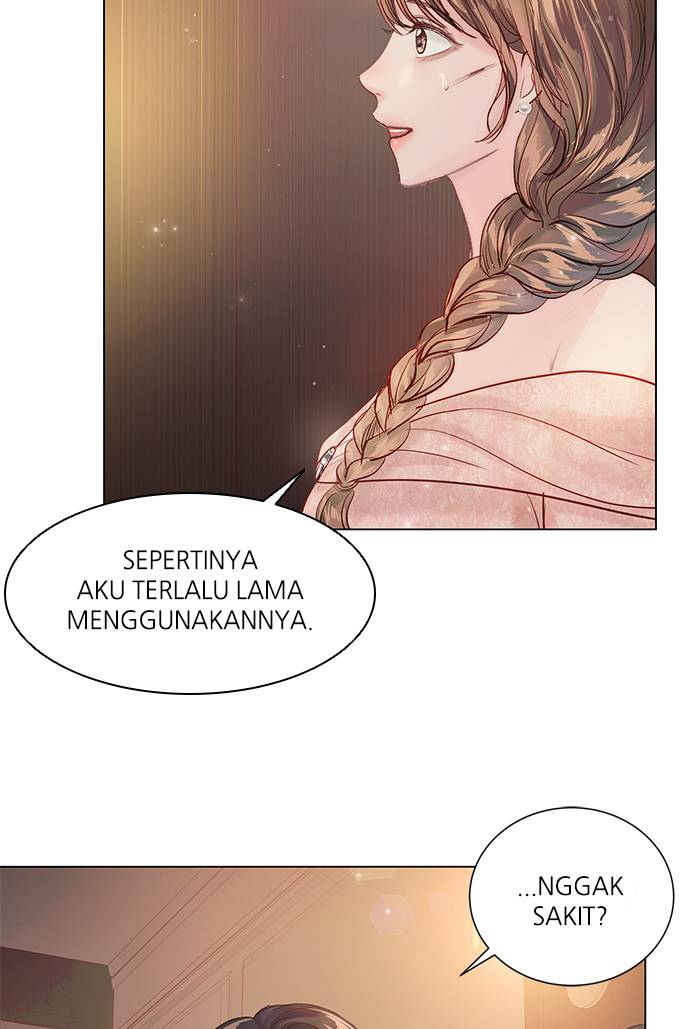 SEPERTINYA
AKU TERLALU LAMA
MENGGUNAKANNYA.
...NGGAK
SAKIT?